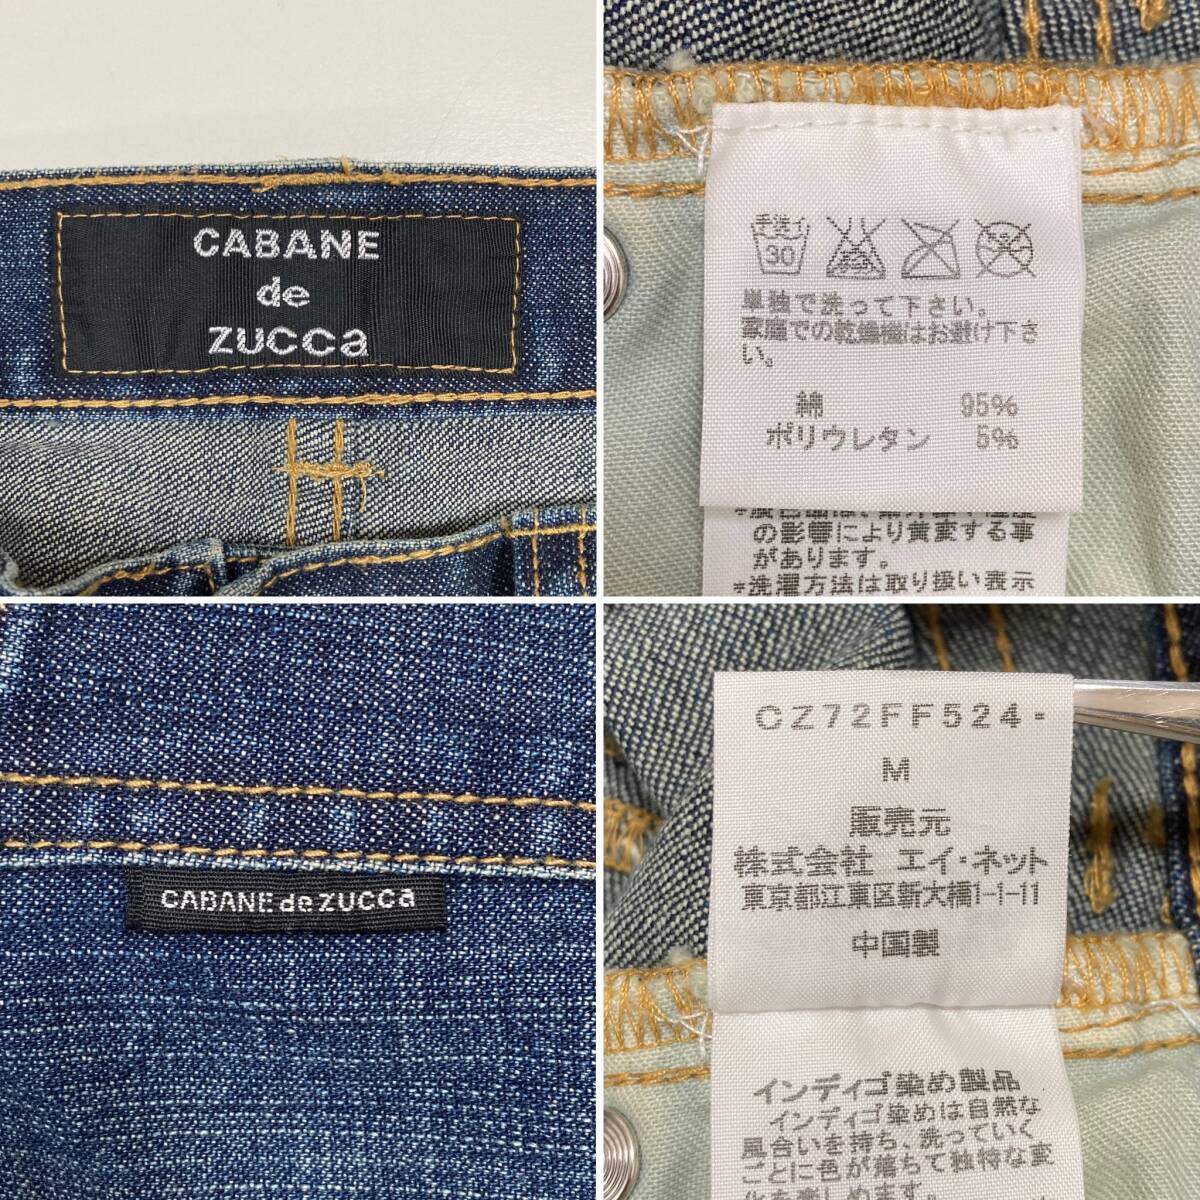 CABANE
de
ZUCCa
手洗イ
30
単独で洗って下さい。
家庭での乾燥機はお避け下さ
い。
綿 95%
ポリウレタン 5%
の影響により黄変する事
があります。
*洗濯方法は取り扱い表示
CABANE de ZUCCa
CZ72FF524-
M
販売元
株式会社 エイ・ネット
東京都江東区新大橋1-1-11
中国製
インディゴ染め製品
インディゴ染めは自然な
風合いを持ち、洗っていく
ごとに色が落ちて独特な変